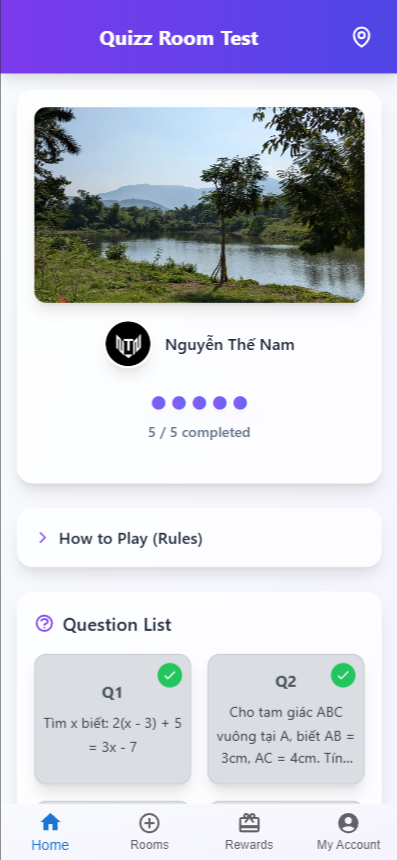 Quizz Room Test
Nguyễn Thế Nam
5 / 5 completed
How to Play (Rules)
Question List
Q1
Tìm x biết: 2(x - 3) + 5
= 3x - 7
Q2
Cho tam giác ABC
vuông tại A, biết AB =
3cm, AC = 4cm. Tín...
Home
Rooms
Rewards
My Account